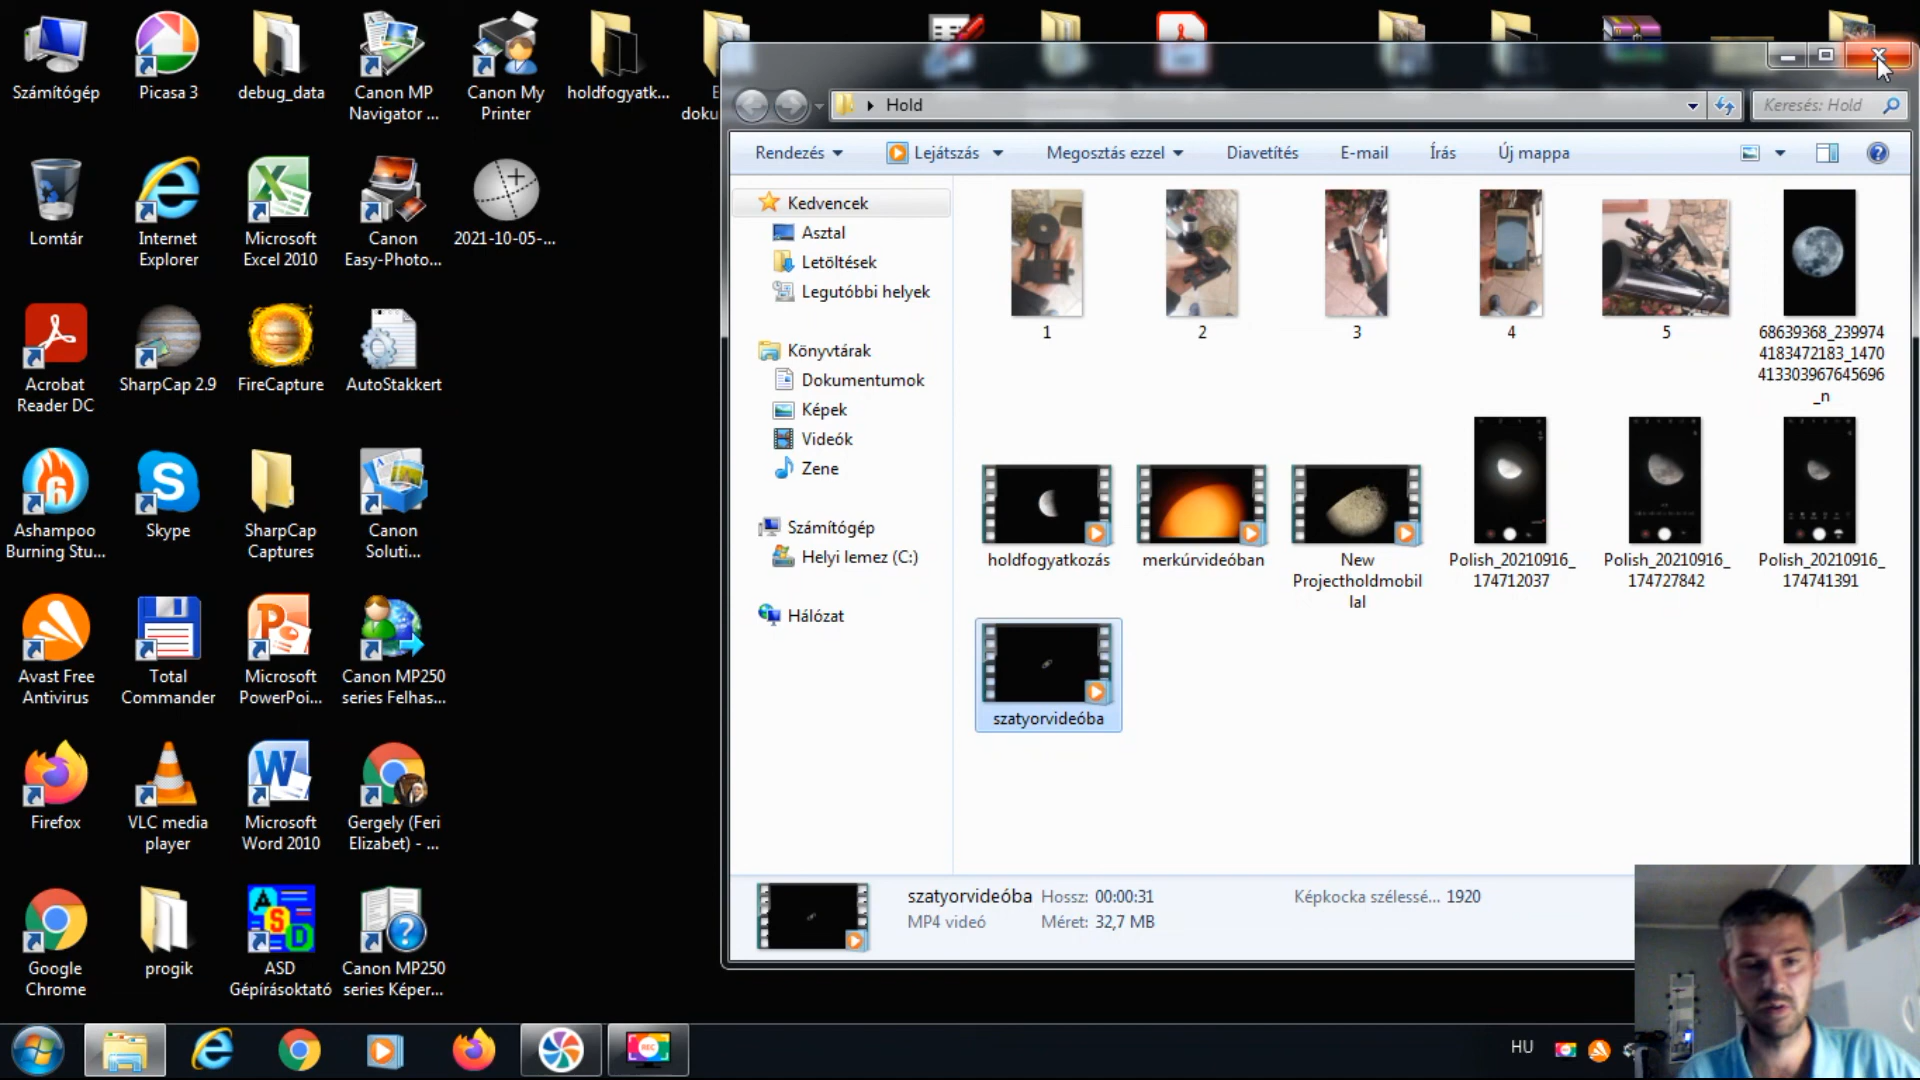 Számítógép
Picasa 3
debug_data
Canon MP
Navigator ...
Canon My
Printer
holdfogyatk...
Lomtár
Internet
Explorer
Microsoft
Excel 2010
Canon
Easy-Photo...
2021-10-05-...
Acrobat
Reader DC
SharpCap 2.9
FireCapture
AutoStakkert
Ashampoo
Burning Stu...
Skype
SharpCap
Captures
Canon
Soluti...
Avast Free
Antivirus
Total
Commander
Microsoft
PowerPoi...
Canon MP250
series Felhas...
Firefox
VLC media
player
Microsoft
Word 2010
Gergely (Feri
Elizabet) - ...
Google
Chrome
progik
ASD
Gépírásoktató
Canon MP250
series Képer...
Hold
Keresés: Hold
Rendezés
Lejátszás
Megosztás ezzel
Diavetítés
E-mail
Írás
Új mappa
Kedvencek
Asztal
Letöltések
Legutóbbi helyek
Könyvtárak
Dokumentumok
Képek
Videók
Zene
Számítógép
Helyi lemez (C:)
Hálózat
1
2
3
4
5
68639368_239974
4183472183_1470
413303967645696
_n
holdfogyatkozás
merkúrvideóban
New
Projectholdmobil
lal
Polish_20210916_
174712037
Polish_20210916_
174727842
Polish_20210916_
174741391
szatyorvideóba
szatyorvideóba
Hossz: 00:00:31
Képkocka szélessé... 1920
MP4 videó
Méret: 32,7 MB
REC
HU